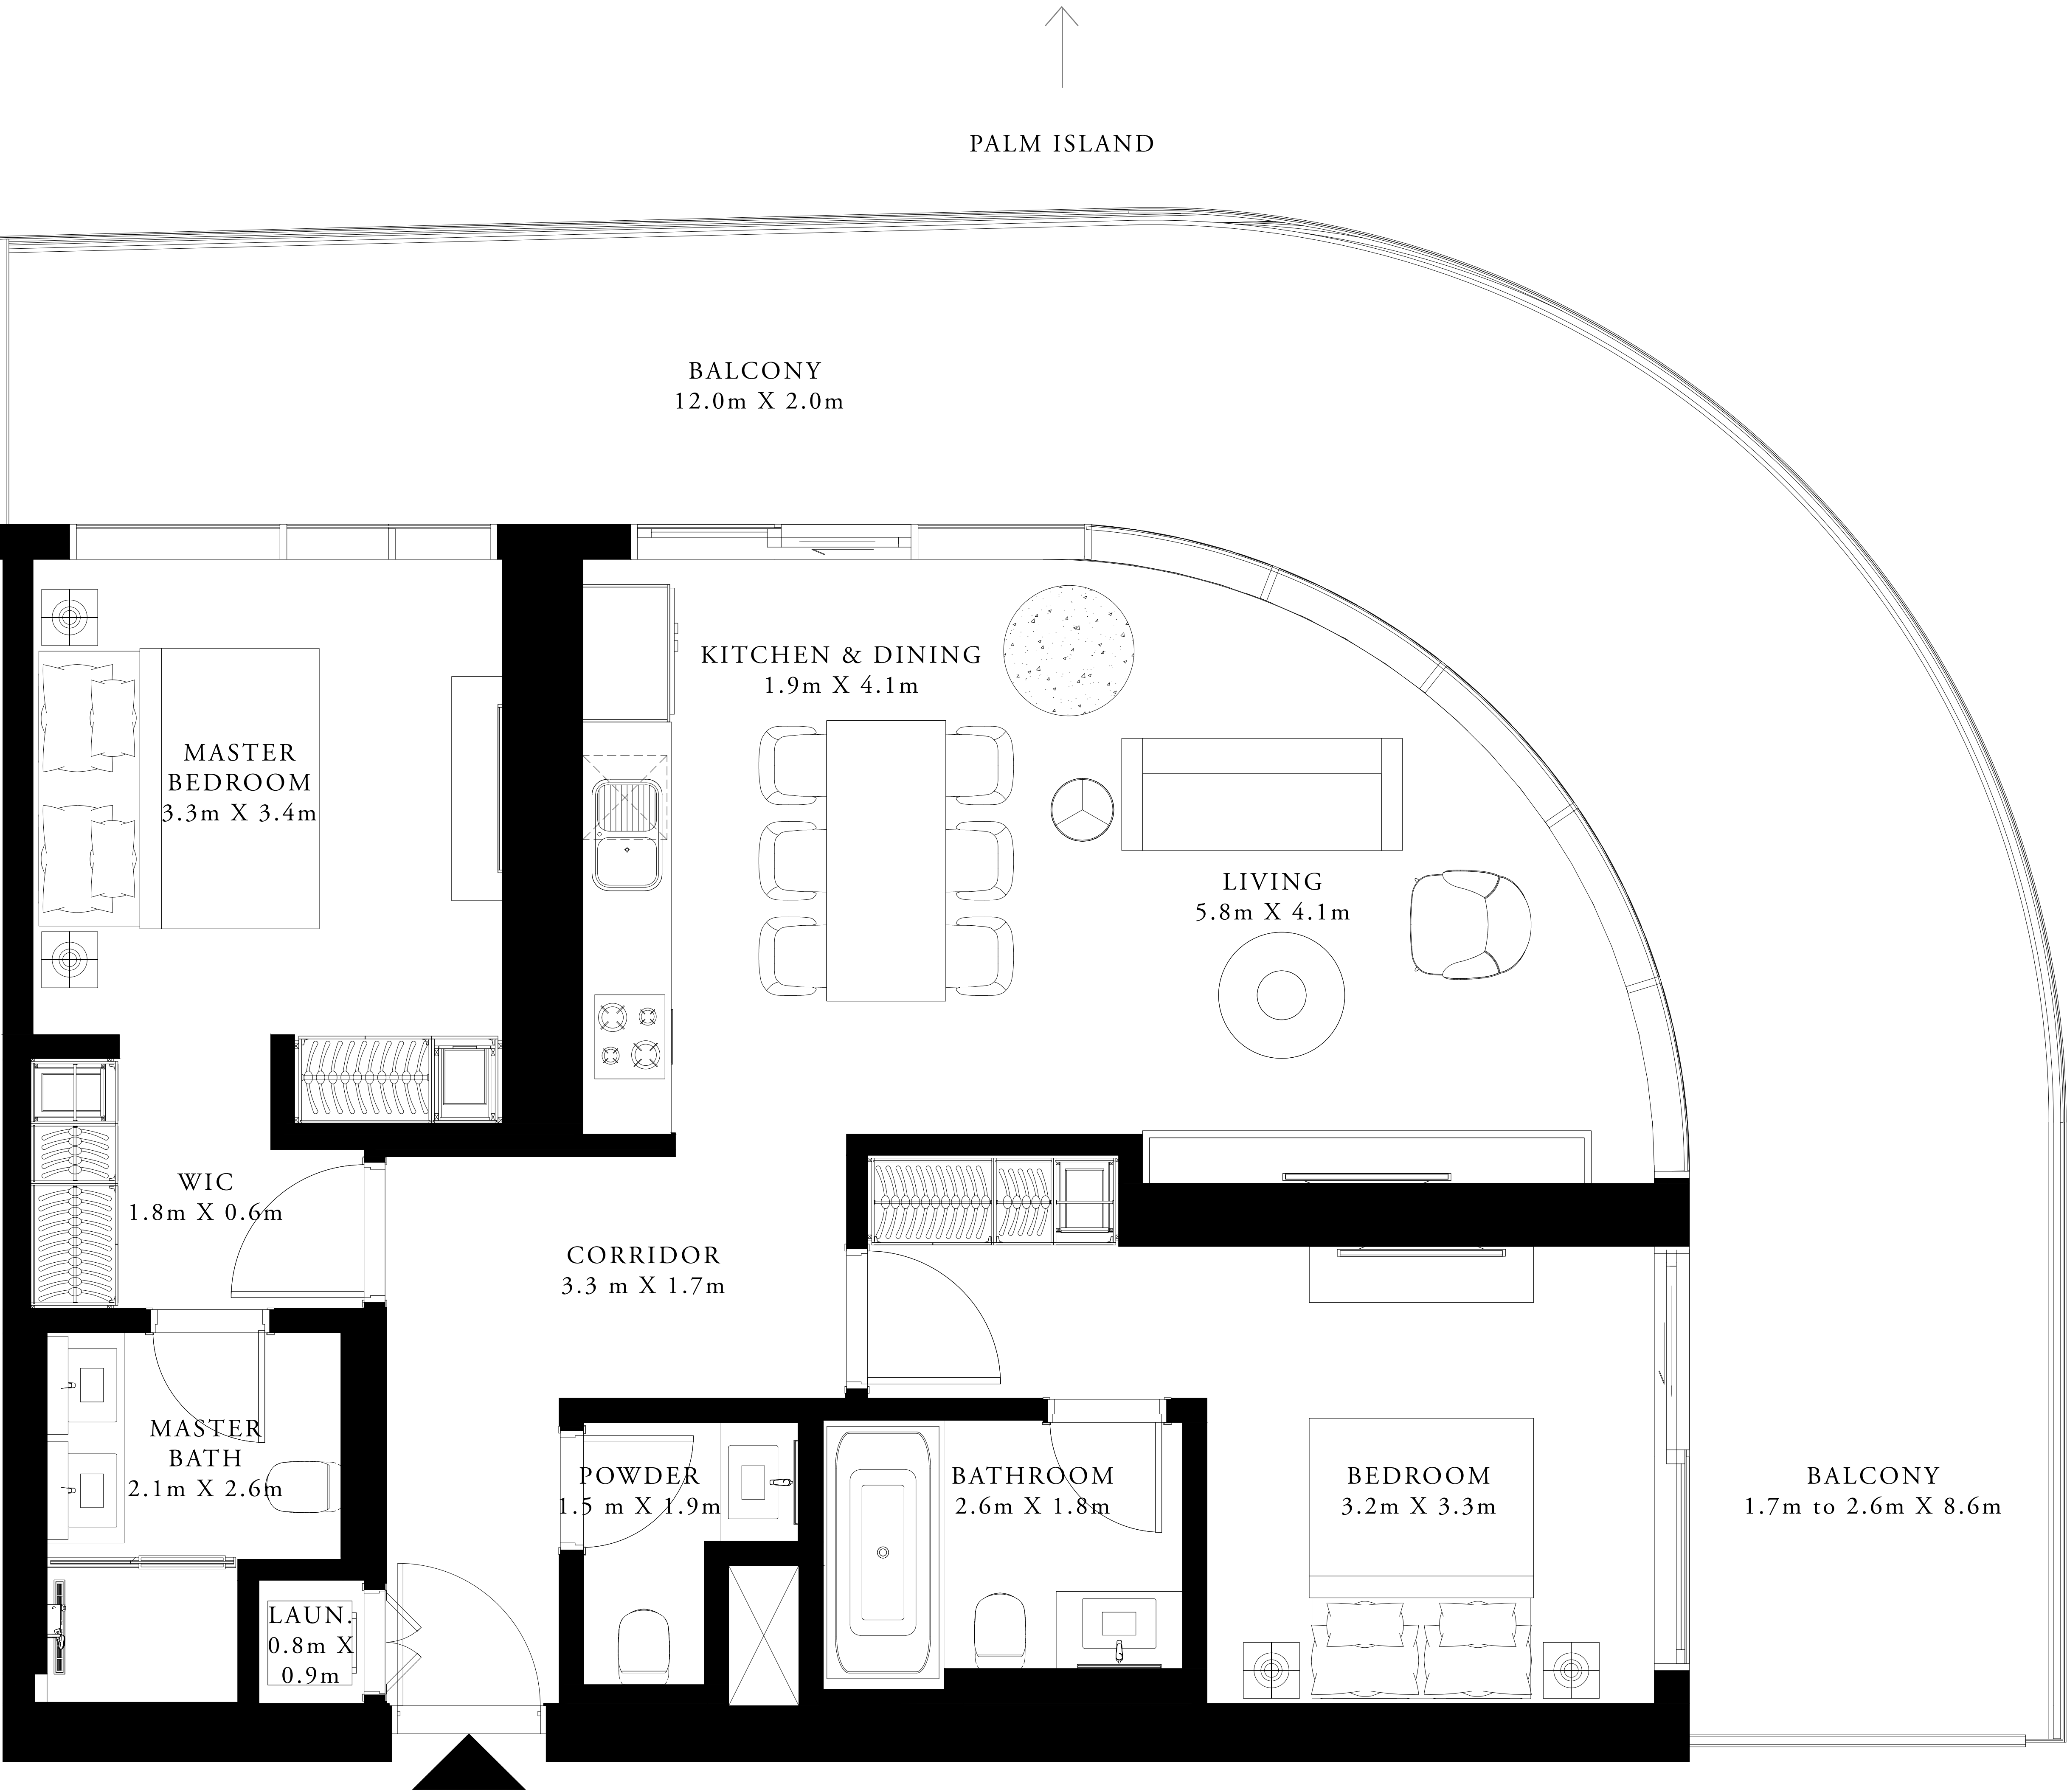 PALM ISLAND
BALCONY
12.0m X 2.0m
KITCHEN & DINING
1.9m X 4.1m
MASTER
BEDROOM
3.3m X 3.4m
LIVING
5.8m X 4.1m
WIC
1.8m X 0.6m
CORRIDOR
3.3 m X 1.7m
MASTER
BATH
2.1m X 2.6m
POWDER
1.5 m X 1.9m
BATHROOM
2.6m X 1.8m
BEDROOM
3.2m X 3.3m
BALCONY
1.7m to 2.6m X 8.6m
LAUN.
0.8m X
0.9m